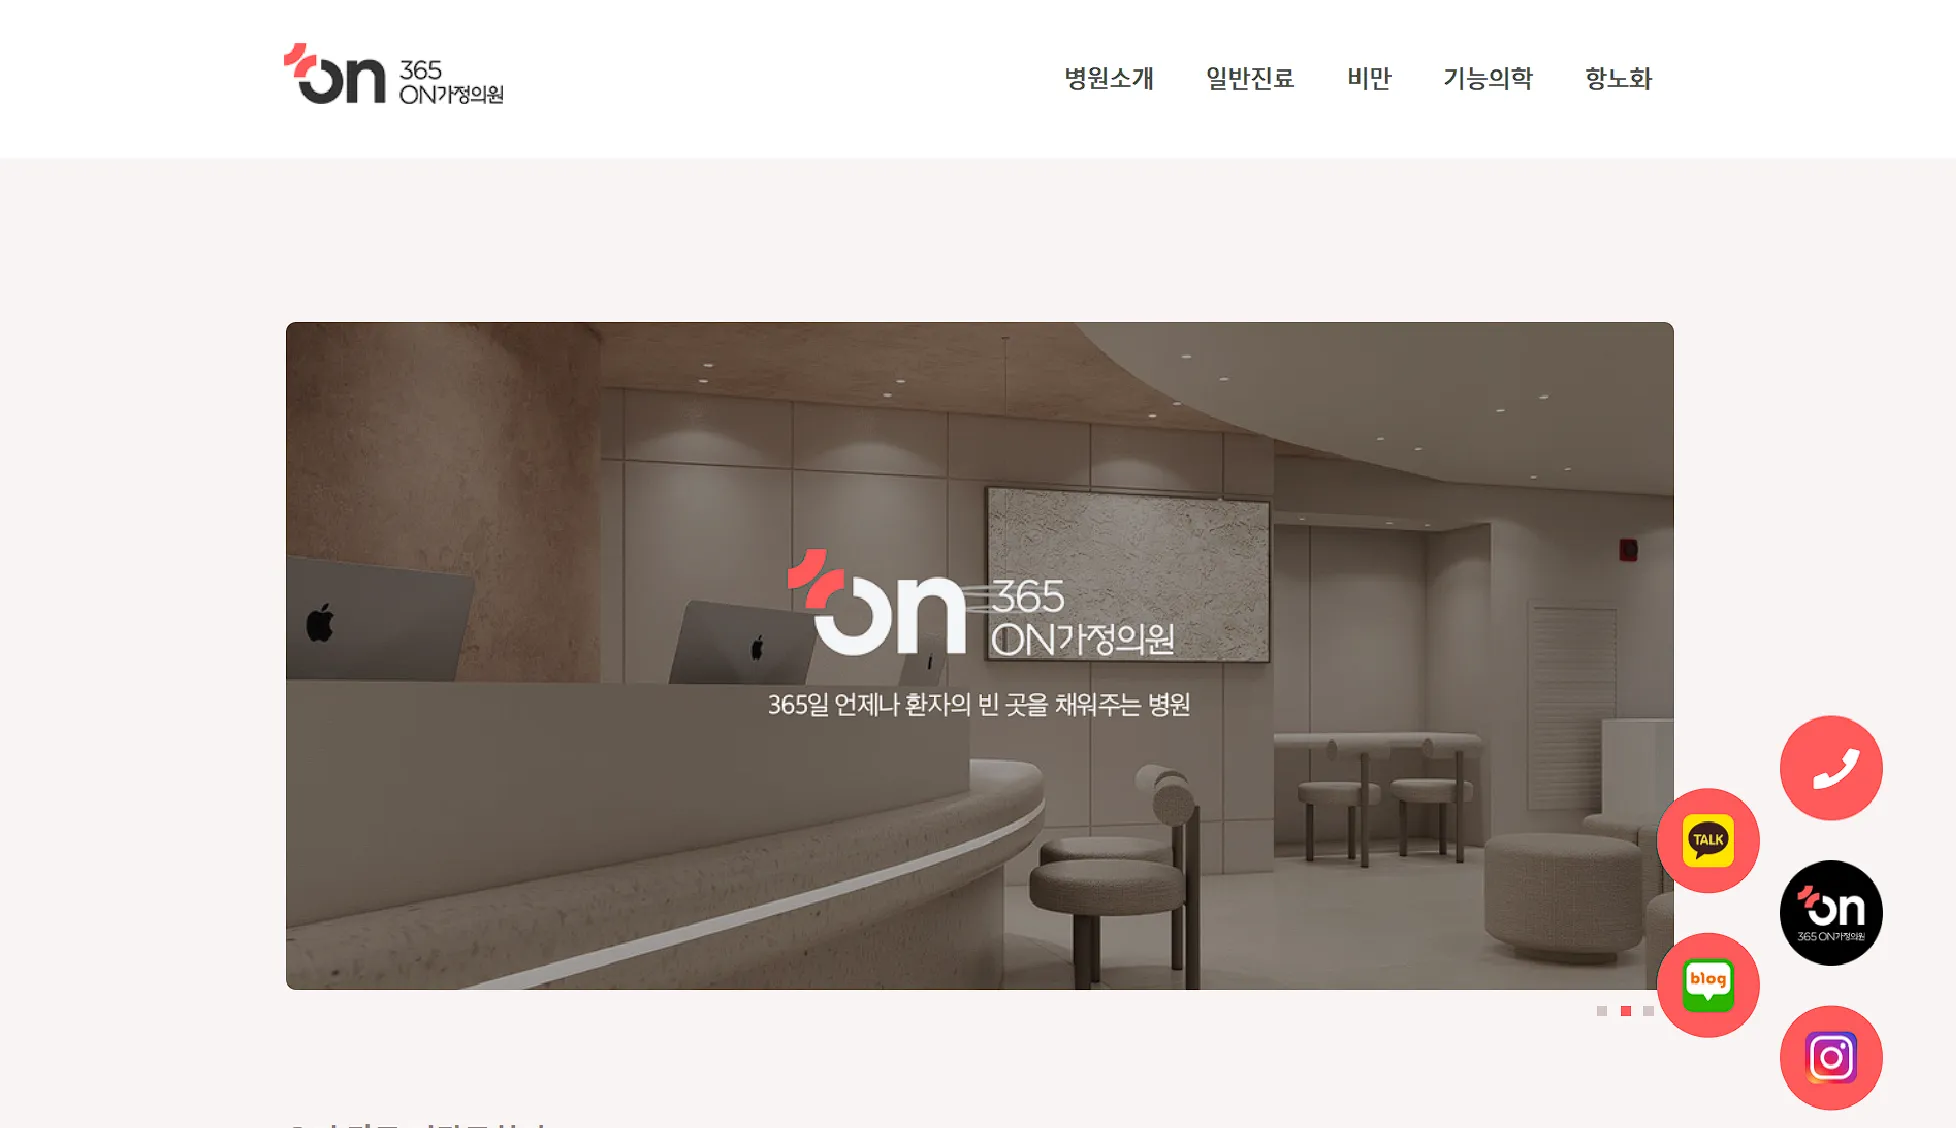 on 365
ON가정의원
병원소개 일반진료 비만 기능의학 항노화
on 365
ON가정의원
365일 언제나 환자의 빈 곳을 채워주는 병원
TALK
on
365 ON가정의원
blog